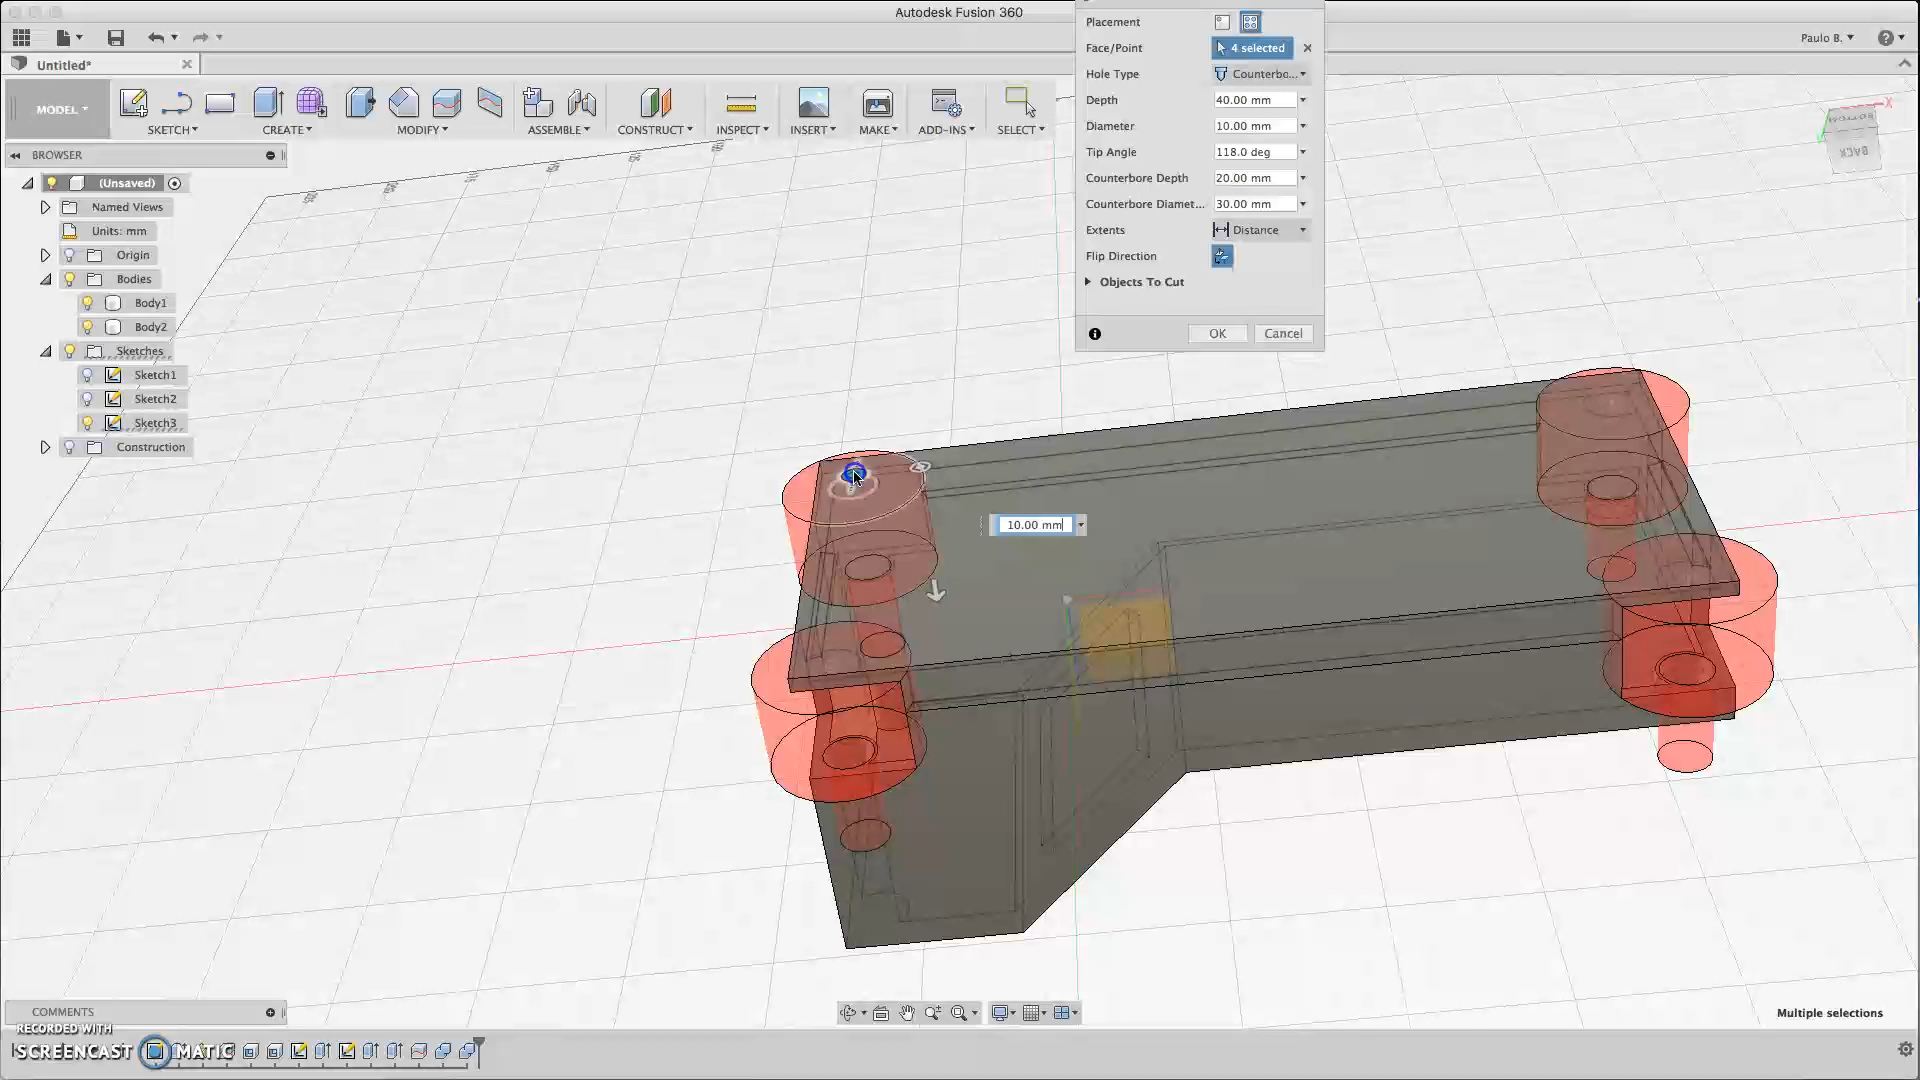 Autodesk Fusion 360
Paulo B.
Untitled*
MODEL
SKETCH
CREATE
MODIFY
ASSEMBLE
CONSTRUCT
INSPECT
INSERT
MAKE
ADD-INS
SELECT
BROWSER
(Unsaved)
Named Views
Units: mm
Origin
Bodies
Body1
Body2
Sketches
Sketch1
Sketch2
Sketch3
Construction
Placement
Face/Point 4 selected
Hole Type Counterbo...
Depth 40.00 mm
Diameter 10.00 mm
Tip Angle 118.0 deg
Counterbore Depth 20.00 mm
Counterbore Diamet... 30.00 mm
Extents Distance
Flip Direction
Objects To Cut
OK Cancel
X
BOTTOM
BACK
10.00 mm
COMMENTS
Multiple selections
RECORDED WITH
SCREENCAST MATIC